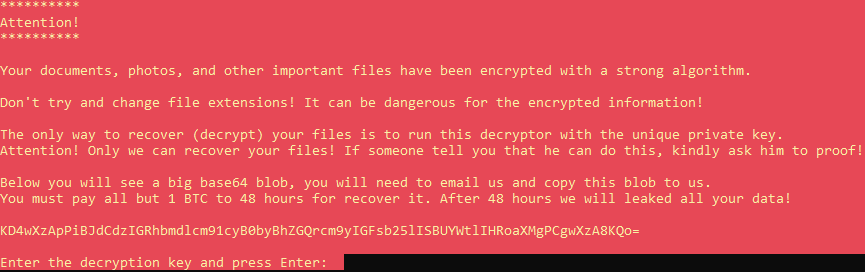 **********
Attention!
**********
Your documents, photos, and other important files have been encrypted with a strong algorithm.
Don't try and change file extensions! It can be dangerous for the encrypted information!
The only way to recover (decrypt) your files is to run this decryptor with the unique private key.
Attention! Only we can recover your files! If someone tell you that he can do this, kindly ask him to proof!
Below you will see a big base64 blob, you will need to email us and copy this blob to us.
You must pay all but 1 BTC to 48 hours for recover it. After 48 hours we will leaked all your data!
KD4wXzApPiBJdCdzIGRhbmdlcm91cyB0byBhZGQrcm9yIGFsb25lISBUYWtlIHRoaXMgPCgwXzA8KQo=
Enter the decryption key and press Enter: